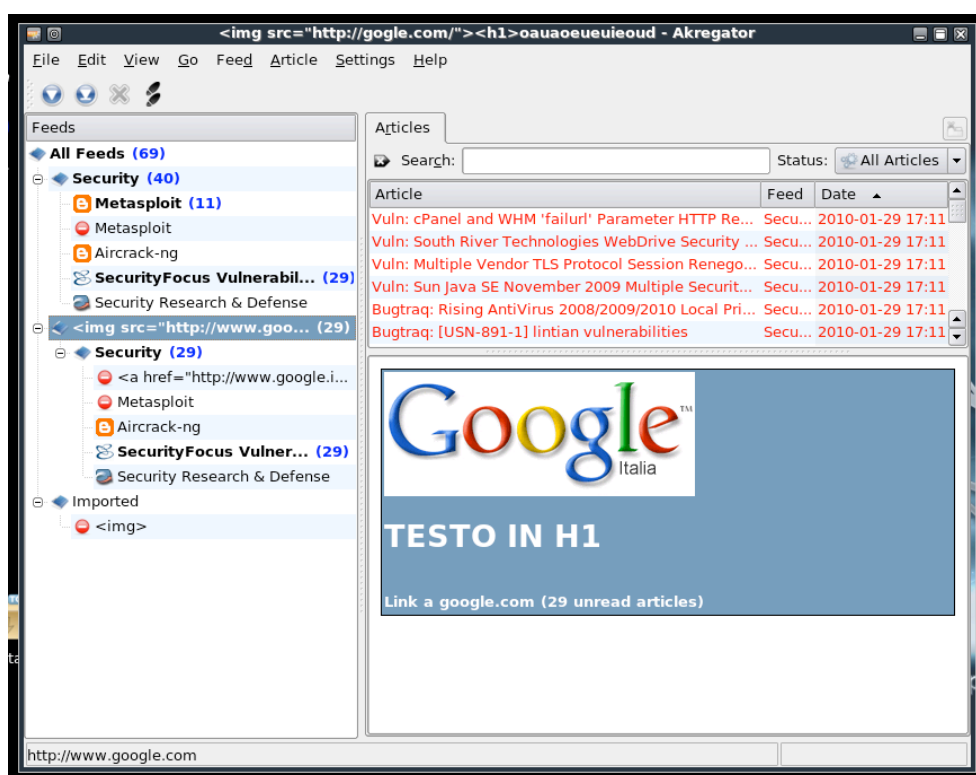 <img src="http://gogle.com/"><h1>oauaoeueuieoud - Akregator
File Edit View Go Feed Article Settings Help
Feeds
All Feeds (69)
Security (40)
Metasploit (11)
Metasploit
Aircrack-ng
SecurityFocus Vulnerabil... (29)
Security Research & Defense
<img src="http://www.goo... (29)
Security (29)
<a href="http://www.google.i...
Metasploit
Aircrack-ng
SecurityFocus Vulner... (29)
Security Research & Defense
Imported
<img>
Articles
Search: Status: All Articles
Article Feed Date
Vuln: cPanel and WHM 'failurl' Parameter HTTP Re... Secu... 2010-01-29 17:11
Vuln: South River Technologies WebDrive Security ... Secu... 2010-01-29 17:11
Vuln: Multiple Vendor TLS Protocol Session Renego... Secu... 2010-01-29 17:11
Vuln: Sun Java SE November 2009 Multiple Securit... Secu... 2010-01-29 17:11
Bugtraq: Rising AntiVirus 2008/2009/2010 Local Pri... Secu... 2010-01-29 17:11
Bugtraq: [USN-891-1] lintian vulnerabilities Secu... 2010-01-29 17:11
Google™
Italia
TESTO IN H1
Link a google.com (29 unread articles)
http://www.google.com